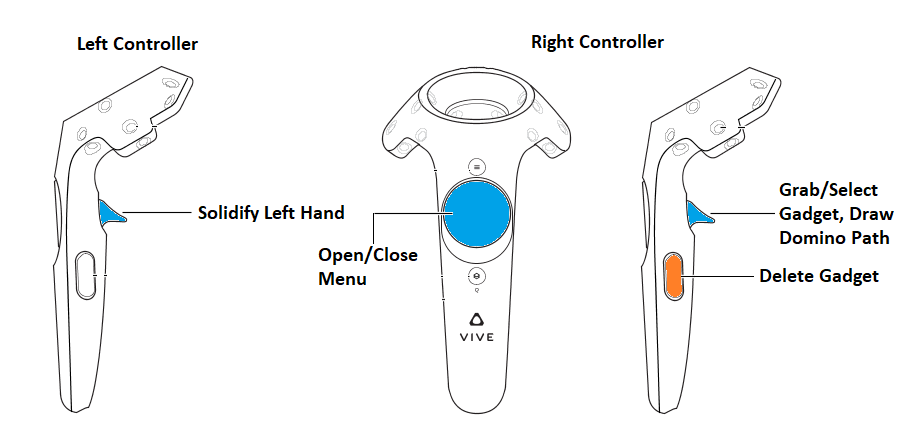 Left Controller
Right Controller
Solidify Left Hand
Open/Close
Menu
VIVE
Grab/Select
Gadget, Draw
Domino Path
Delete Gadget